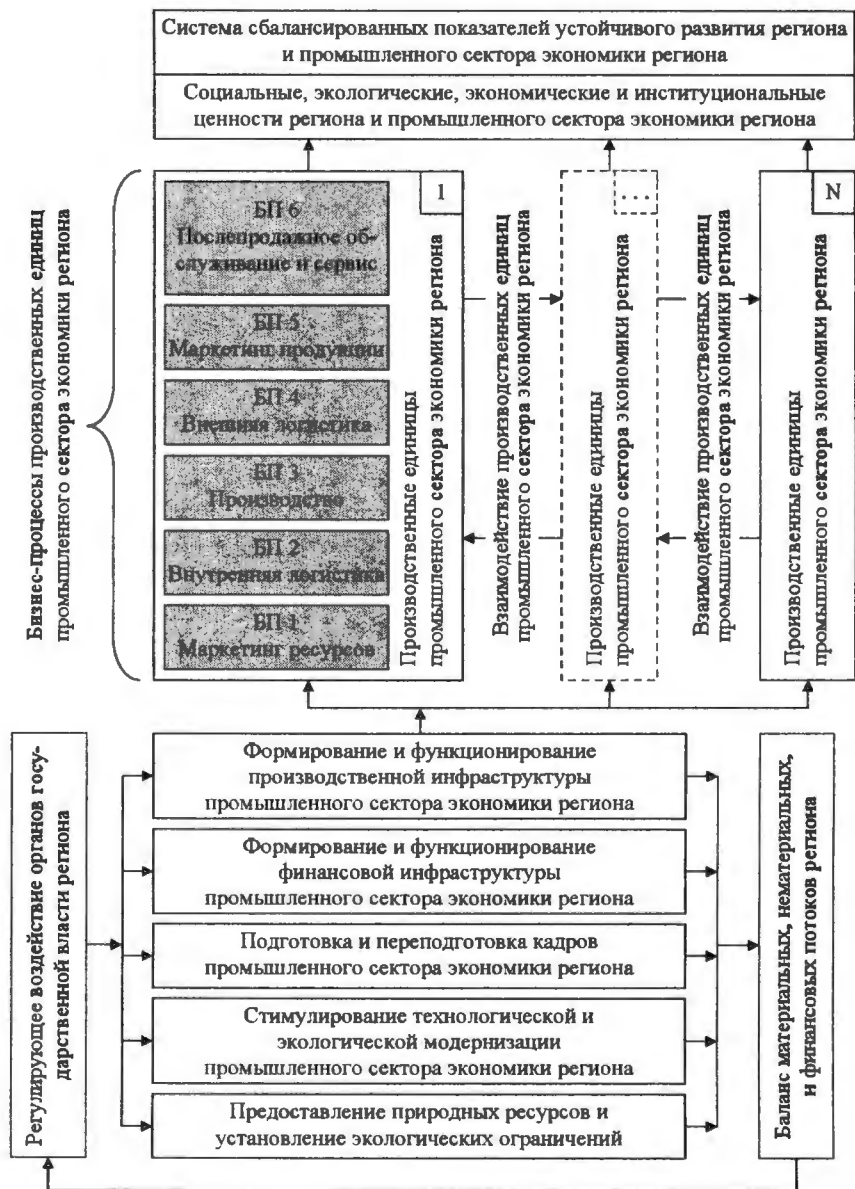 Система сбалансированных показателей устойчивого развития региона
и промышленного сектора экономики региона
Социальные, экологические, экономические и институциональные
ценности региона и промышленного сектора экономики региона
Бизнес-процессы производственных единиц
промышленного сектора экономики региона
1
БП 6
Послепродажное об-
служивание и сервис
БП 5
Маркетинг продукции
БП 4
Внешняя логистика
БП 3
Производство
БП 2
Внутренняя логистика
БП 1
Маркетинг ресурсов
Производственные единицы
промышленного сектора экономики региона
Взаимодействие производственных единиц
промышленного сектора экономики региона
...
Производственные единицы
промышленного сектора экономики региона
Взаимодействие производственных единиц
промышленного сектора экономики региона
N
Производственные единицы
промышленного сектора экономики региона
Регулирующее воздействие органов госу-
дарственной власти региона
Формирование и функционирование
производственной инфраструктуры
промышленного сектора экономики региона
Формирование и функционирование
финансовой инфраструктуры
промышленного сектора экономики региона
Подготовка и переподготовка кадров
промышленного сектора экономики региона
Стимулирование технологической и
экологической модернизации
промышленного сектора экономики региона
Предоставление природных ресурсов и
установление экологических ограничений
Баланс материальных, нематериальных,
и финансовых потоков региона